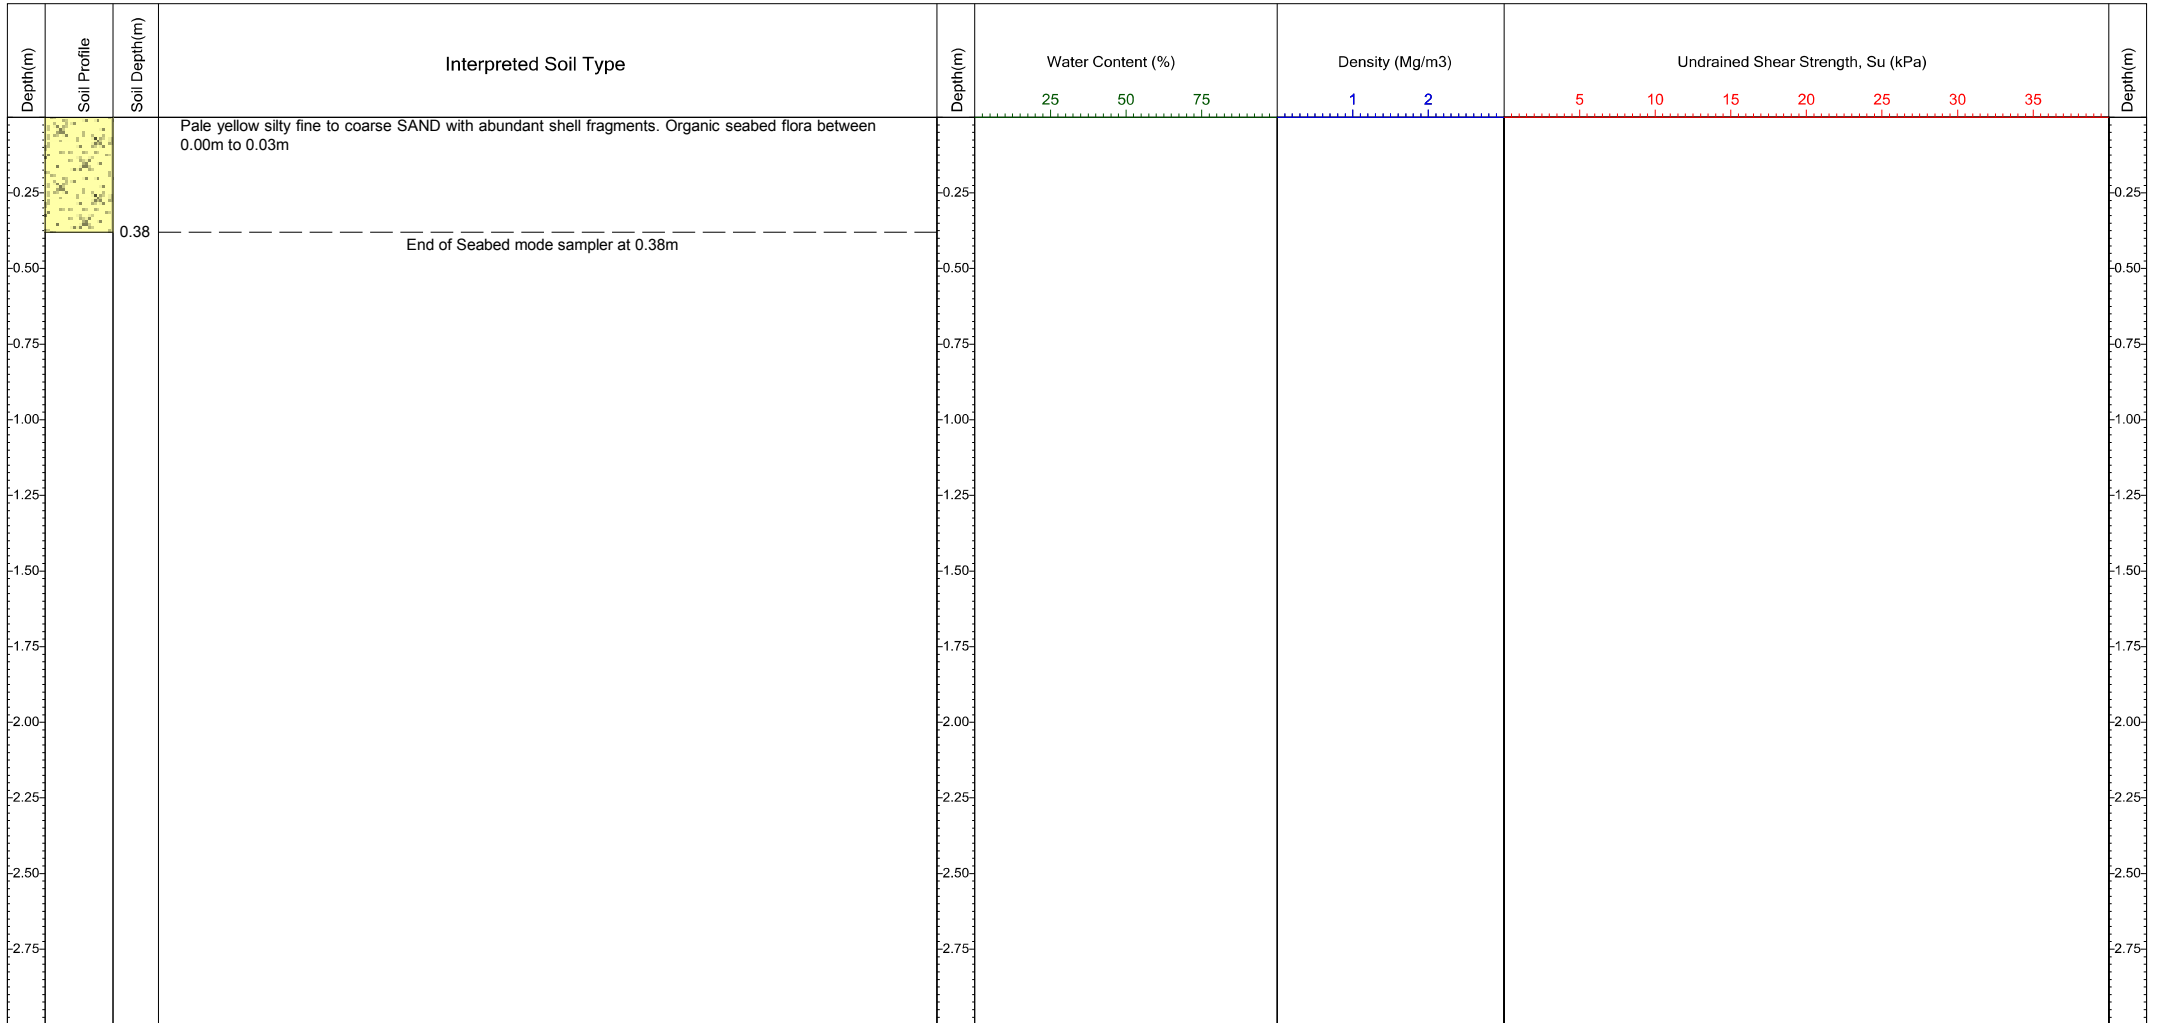 Depth(m)
Soil Profile
Soil Depth(m)
Interpreted Soil Type
Depth(m)
Water Content (%)
25 50 75
Density (Mg/m3)
1 2
Undrained Shear Strength, Su (kPa)
5 10 15 20 25 30 35
Depth(m)
Pale yellow silty fine to coarse SAND with abundant shell fragments. Organic seabed flora between
0.00m to 0.03m
0.25 0.25 0.25
0.38
End of Seabed mode sampler at 0.38m
0.50 0.50 0.50
0.75 0.75 0.75
1.00 1.00 1.00
1.25 1.25 1.25
1.50 1.50 1.50
1.75 1.75 1.75
2.00 2.00 2.00
2.25 2.25 2.25
2.50 2.50 2.50
2.75 2.75 2.75